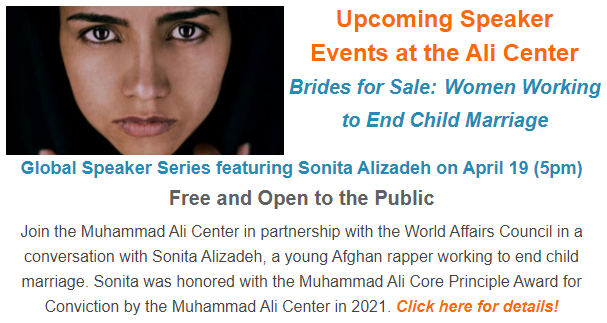 Upcoming Speaker
Events at the Ali Center
Brides for Sale: Women Working
to End Child Marriage
Global Speaker Series featuring Sonita Alizadeh on April 19 (5pm)
Free and Open to the Public
Join the Muhammad Ali Center in partnership with the World Affairs Council in a
conversation with Sonita Alizadeh, a young Afghan rapper working to end child
marriage. Sonita was honored with the Muhammad Ali Core Principle Award for
Conviction by the Muhammad Ali Center in 2021. Click here for details!